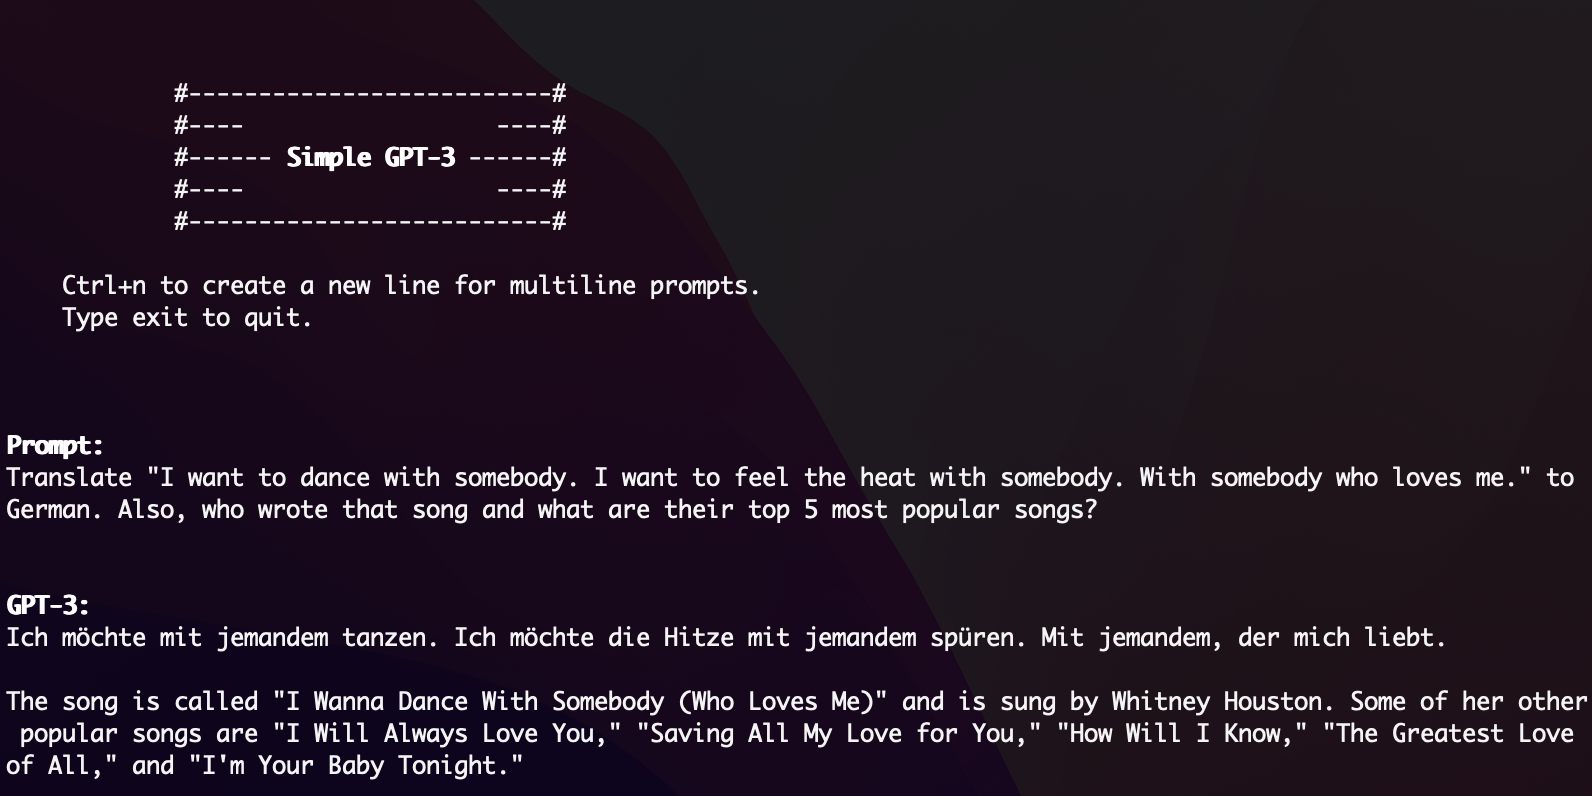 #--------------------------#
#----                  ----#
#------ Simple GPT-3 ------#
#----                  ----#
#--------------------------#
Ctrl+n to create a new line for multiline prompts.
Type exit to quit.
Prompt:
Translate "I want to dance with somebody. I want to feel the heat with somebody. With somebody who loves me." to
German. Also, who wrote that song and what are their top 5 most popular songs?
GPT-3:
Ich möchte mit jemandem tanzen. Ich möchte die Hitze mit jemandem spüren. Mit jemandem, der mich liebt.
The song is called "I Wanna Dance With Somebody (Who Loves Me)" and is sung by Whitney Houston. Some of her other
popular songs are "I Will Always Love You," "Saving All My Love for You," "How Will I Know," "The Greatest Love
of All," and "I'm Your Baby Tonight."